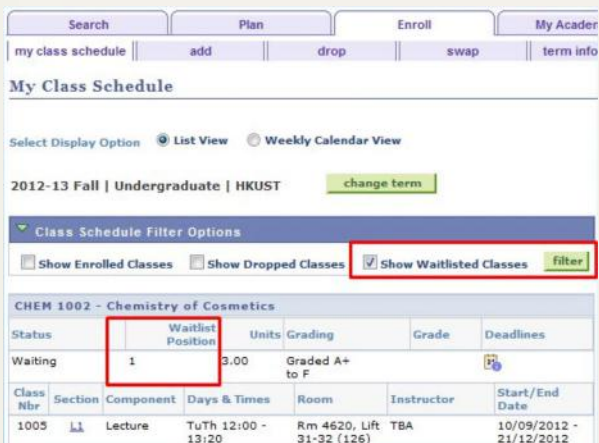 Search Plan Enroll My Acader
my class schedule add drop swap term info
My Class Schedule
Select Display Option List View Weekly Calendar View
2012-13 Fall | Undergraduate | HKUST change term
Class Schedule Filter Options
Show Enrolled Classes Show Dropped Classes Show Waitlisted Classes filter
CHEM 1002 - Chemistry of Cosmetics
Status Waitlist Position Units Grading Grade Deadlines
Waiting 1 3.00 Graded A+ to F
Class Nbr Section Component Days & Times Room Instructor Start/End Date
1005 L1 Lecture TuTh 12:00 - 13:20 Rm 4620, Lift 31-32 (126) TBA 10/09/2012 - 21/12/2012